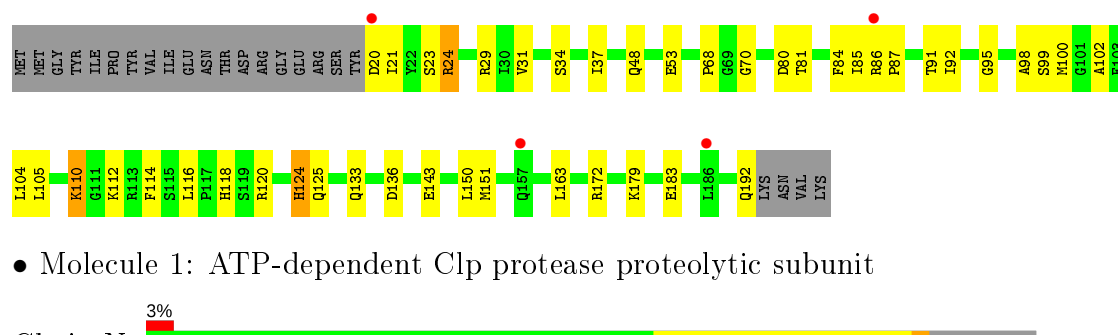 MET MET GLY TYR ILE PRO TYR VAL ILE GLU ASN THR ASP ARG GLY GLU ARG SER TYR D20 I21 Y22 S23 R24 R29 I30 V31 S34 I37 Q48 E53 P68 G69 G70 D80 T81 F84 I85 R86 P87 T91 I92 G95 A98 S99 M100 G101 A102 E103
L104 L105 K110 G111 K112 R113 F114 S115 L116 P117 H118 S119 R120 H124 Q125 Q133 D136 E143 L150 M151 Q157 L163 R172 K179 E183 L186 Q192 LYS ASN VAL LYS
• Molecule 1: ATP-dependent Clp protease proteolytic subunit
3%